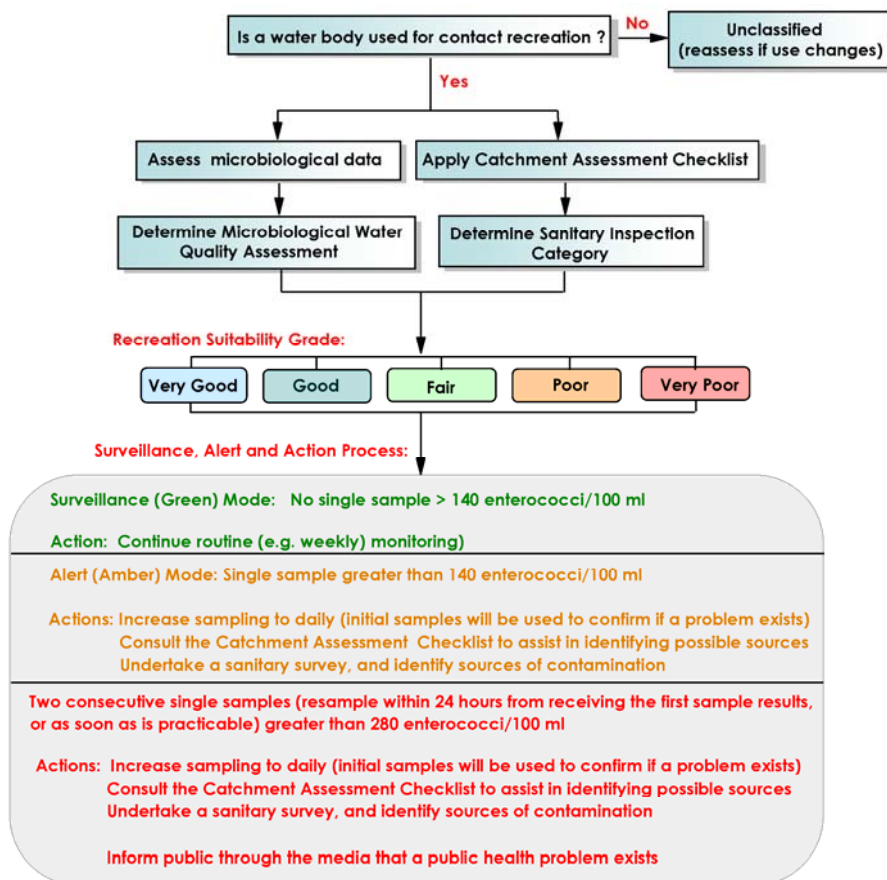 Is a water body used for contact recreation ?
No
Unclassified
(reassess if use changes)
Yes
Assess microbiological data
Apply Catchment Assessment Checklist
Determine Microbiological Water
Quality Assessment
Determine Sanitary Inspection
Category
Recreation Suitability Grade:
Very Good
Good
Fair
Poor
Very Poor
Surveillance, Alert and Action Process:
Surveillance (Green) Mode: No single sample > 140 enterococci/100 ml
Action: Continue routine (e.g. weekly) monitoring)
Alert (Amber) Mode: Single sample greater than 140 enterococci/100 ml
Actions: Increase sampling to daily (initial samples will be used to confirm if a problem exists)
Consult the Catchment Assessment Checklist to assist in identifying possible sources
Undertake a sanitary survey, and identify sources of contamination
Two consecutive single samples (resample within 24 hours from receiving the first sample results,
or as soon as is practicable) greater than 280 enterococci/100 ml
Actions: Increase sampling to daily (initial samples will be used to confirm if a problem exists)
Consult the Catchment Assessment Checklist to assist in identifying possible sources
Undertake a sanitary survey, and identify sources of contamination
Inform public through the media that a public health problem exists